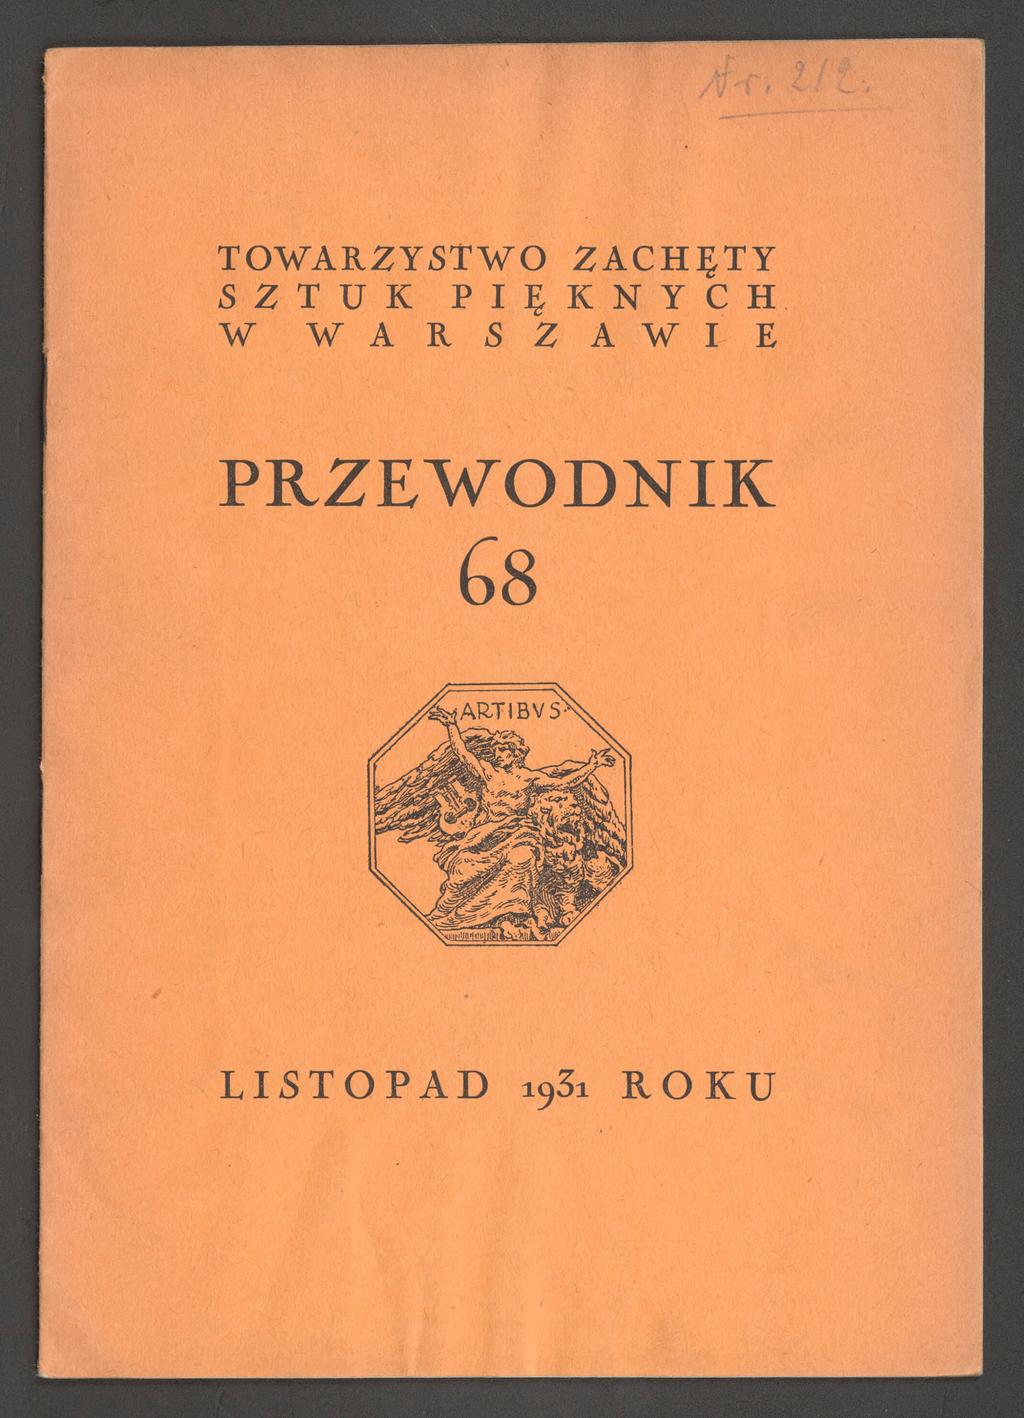 Nr. 212.
TOWARZYSTWO ZACHĘTY
SZTUK PIĘKNYCH
W WARSZAWIE
PRZEWODNIK
68
ARTIBVS
LISTOPAD 1931 ROKU